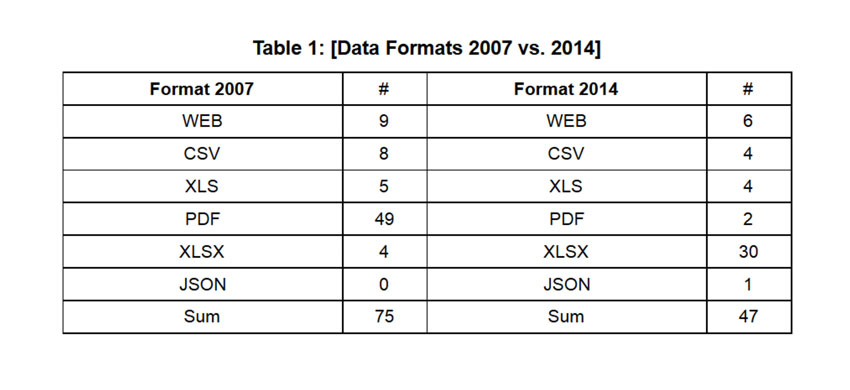 Table 1: [Data Formats 2007 vs. 2014]
Format 2007 # Format 2014 #
WEB 9 WEB 6
CSV 8 CSV 4
XLS 5 XLS 4
PDF 49 PDF 2
XLSX 4 XLSX 30
JSON 0 JSON 1
Sum 75 Sum 47